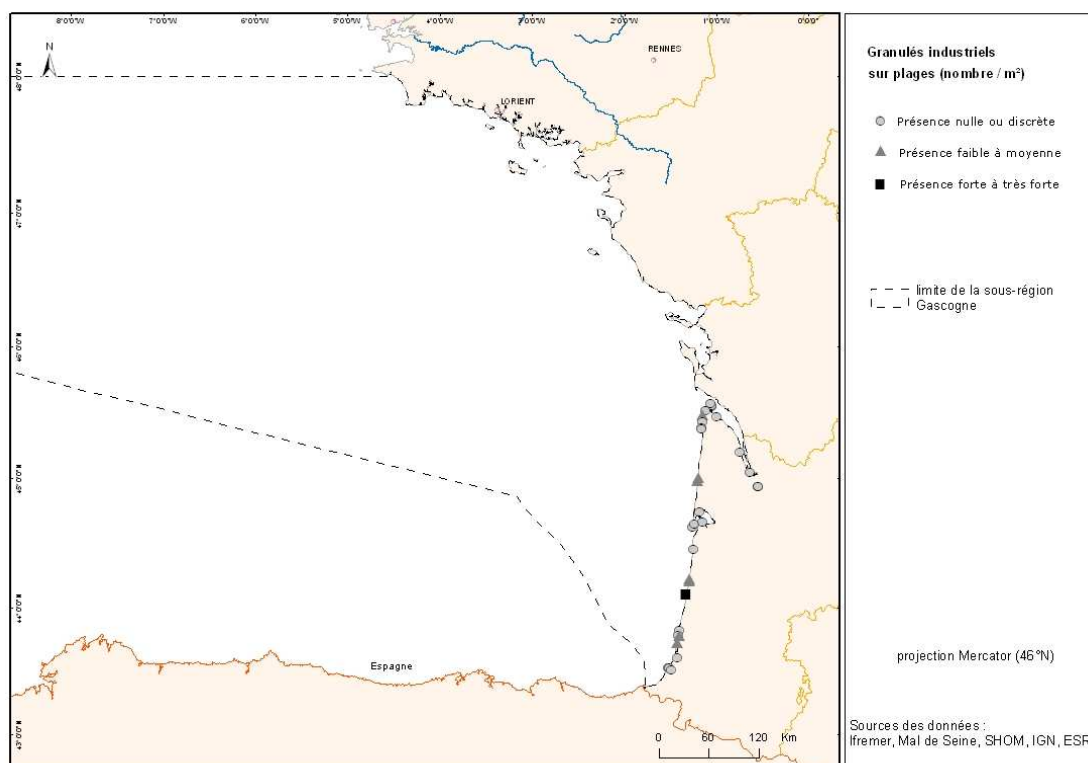 8°0'0"
7°0'0"
6°0'0"
5°0'0"
4°0'0"
3°0'0"
2°0'0"
1°0'0"
0°0'0"
N
RENNES
LORIENT
Espagne
0 60 120 Km
Granulés industriels
sur plages (nombre / m²)
Présence nulle ou discrète
Présence faible à moyenne
Présence forte à très forte
limite de la sous-région
Gascogne
projection Mercator (46°N)
Sources des données :
Ifremer, Mal de Seine, SHOM, IGN, ESRI